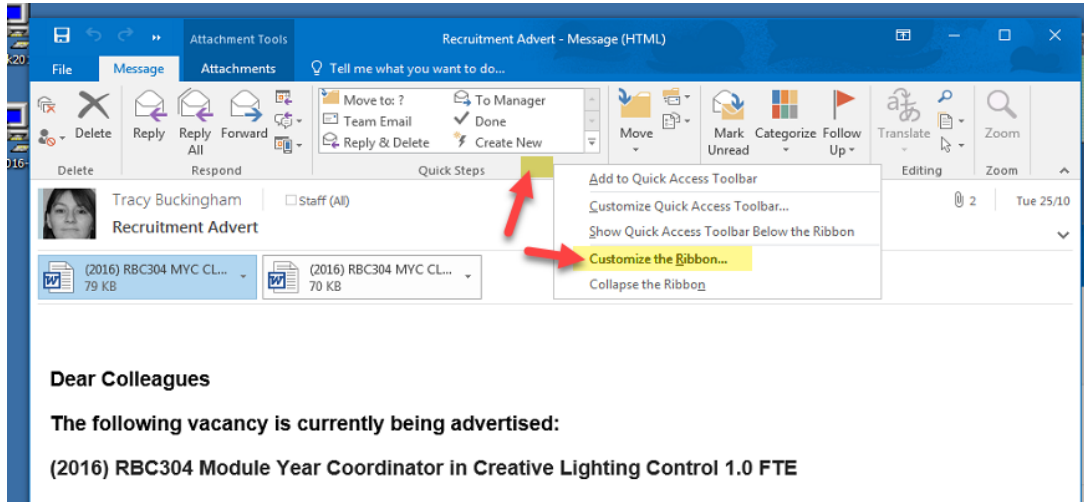 Attachment Tools
Recruitment Advert - Message (HTML)
File
Message
Attachments
Tell me what you want to do...
Delete
Reply
Reply All
Forward
Move to: ?
To Manager
Team Email
Done
Reply & Delete
Create New
Move
Mark Unread
Categorize
Follow Up
Translate
Zoom
Delete
Respond
Quick Steps
Editing
Zoom
Add to Quick Access Toolbar
Customize Quick Access Toolbar...
Show Quick Access Toolbar Below the Ribbon
Customize the Ribbon...
Collapse the Ribbon
Tracy Buckingham
Staff (All)
2
Tue 25/10
Recruitment Advert
(2016) RBC304 MYC CL...
79 KB
(2016) RBC304 MYC CL...
70 KB
Dear Colleagues
The following vacancy is currently being advertised:
(2016) RBC304 Module Year Coordinator in Creative Lighting Control 1.0 FTE